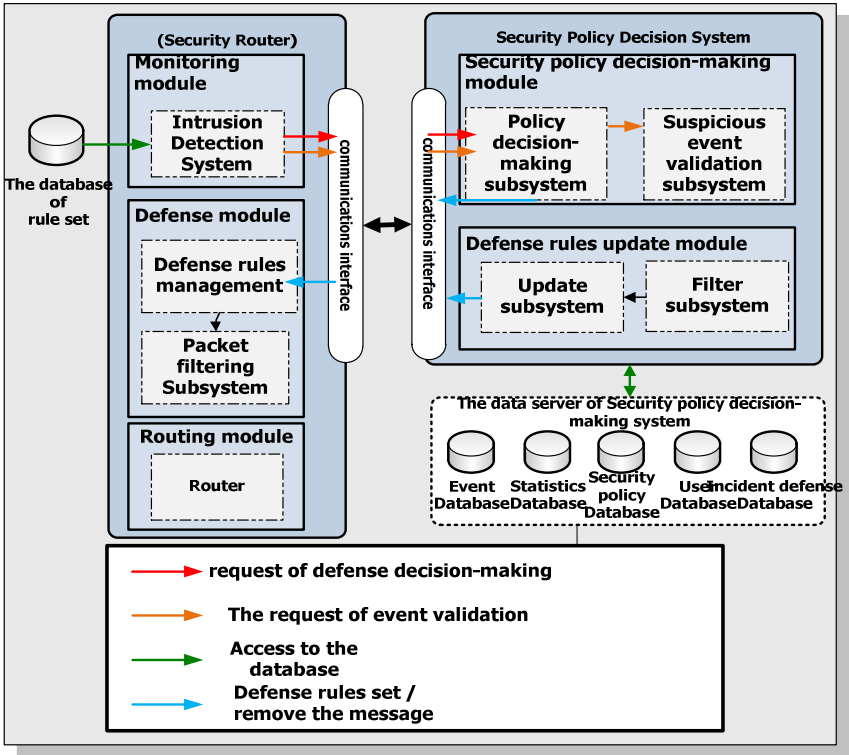 (Security Router)
Monitoring
module
Intrusion
Detection
System
The database
of
rule set
Defense module
Defense rules
management
Packet
filtering
Subsystem
Routing module
Router
communications interface
communications interface
Security Policy Decision System
Security policy decision-making
module
Policy
decision-
making
subsystem
Suspicious
event
validation
subsystem
Defense rules update module
Update
subsystem
Filter
subsystem
The data server of Security policy decision-
making system
Event
Database
Statistics
Database
Security
policy
Database
User
Database
Incident defense
Database
request of defense decision-making
The request of event validation
Access to the
database
Defense rules set /
remove the message